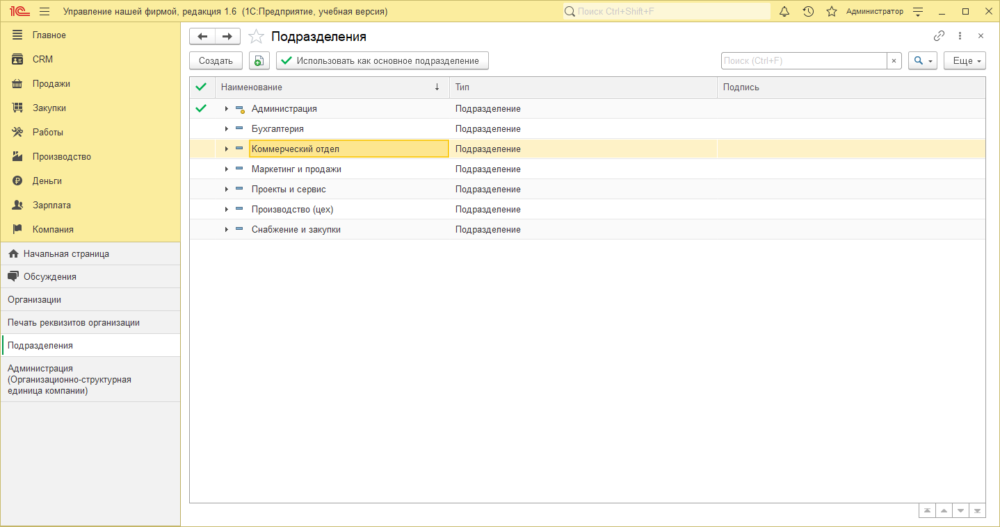 1С Управление нашей фирмой, редакция 1.6 (1С:Предприятие, учебная версия) Поиск Ctrl+Shift+F Администратор
Главное
CRM
Продажи
Закупки
Работы
Производство
Деньги
Зарплата
Компания
Начальная страница
Обсуждения
Организации
Печать реквизитов организации
Подразделения
Администрация
(Организационно-структурная
единица компании)
Подразделения
Создать Использовать как основное подразделение Поиск (Ctrl+F) × Еще
Наименование ↓ Тип Подпись
Администрация Подразделение
Бухгалтерия Подразделение
Коммерческий отдел Подразделение
Маркетинг и продажи Подразделение
Проекты и сервис Подразделение
Производство (цех) Подразделение
Снабжение и закупки Подразделение